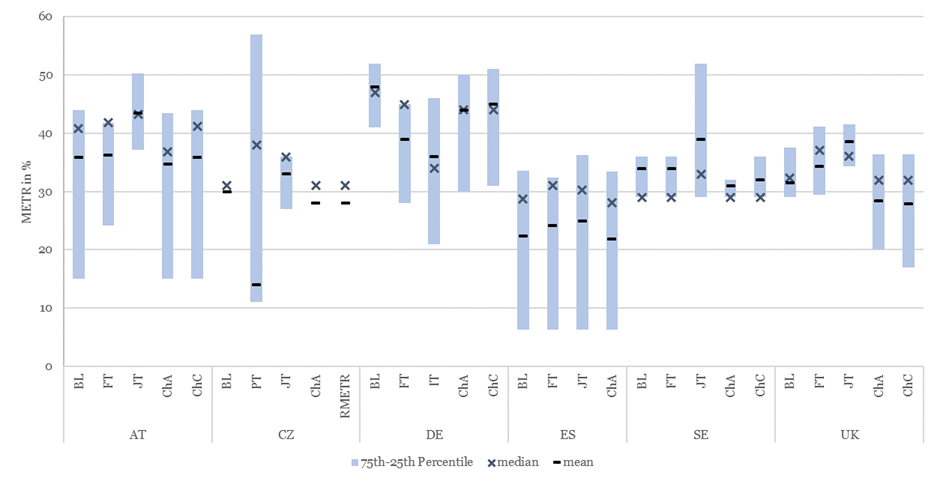 60
50
40
30
20
10
0
METR in %
BL FT JT ChA ChC BL PT JT ChA RMETR BL FT IT ChA ChC BL FT JT ChA BL FT JT ChA ChC BL FT JT ChA ChC
AT CZ DE ES SE UK
75th-25th Percentile median mean